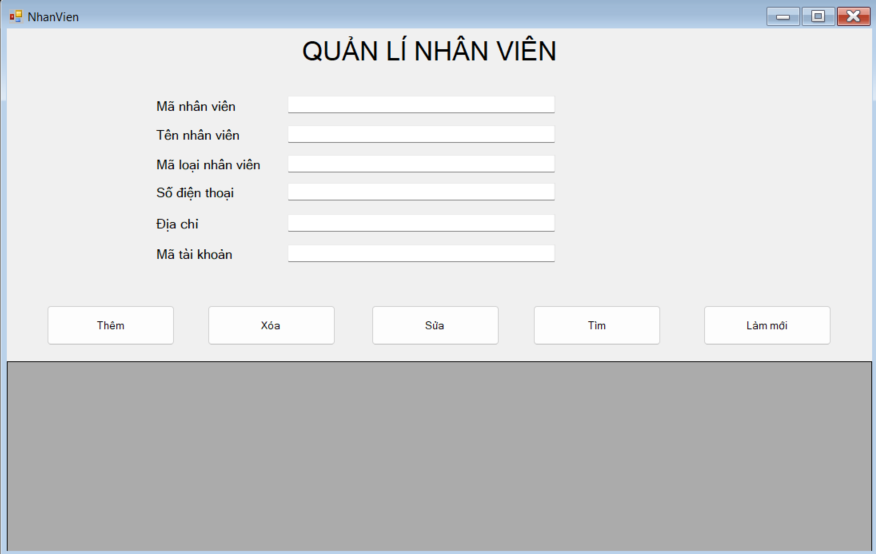 NhanVien
QUẢN LÍ NHÂN VIÊN
Mã nhân viên
Tên nhân viên
Mã loại nhân viên
Số điện thoại
Địa chỉ
Mã tài khoản
Thêm Xóa Sửa Tìm Làm mới